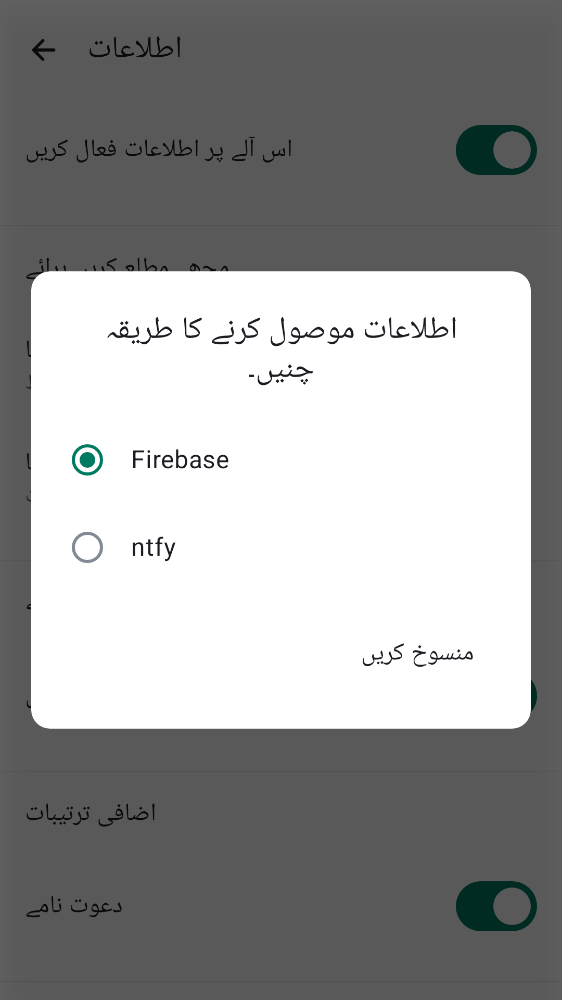 اطلاعات
اس آلے پر اطلاعات فعال کریں
اطلاعات موصول کرنے کا طریقہ
چنیں۔
Firebase
ntfy
منسوخ کریں
اضافی ترتیبات
دعوت نامے